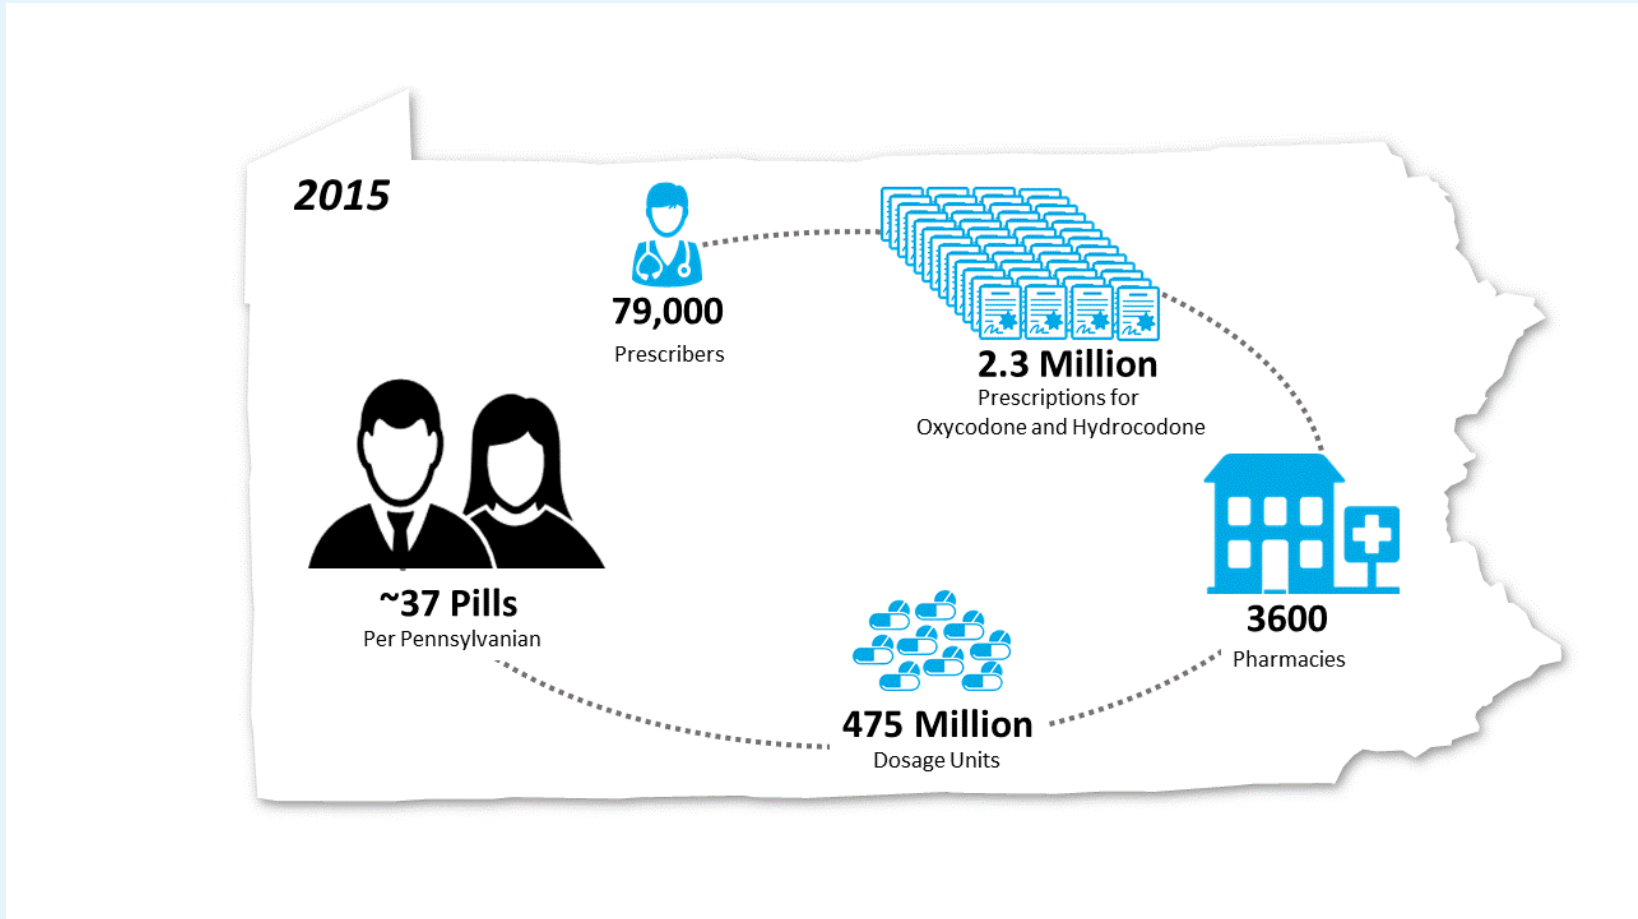 2015
79,000
Prescribers
2.3 Million
Prescriptions for
Oxycodone and Hydrocodone
3600
Pharmacies
475 Million
Dosage Units
~37 Pills
Per Pennsylvanian